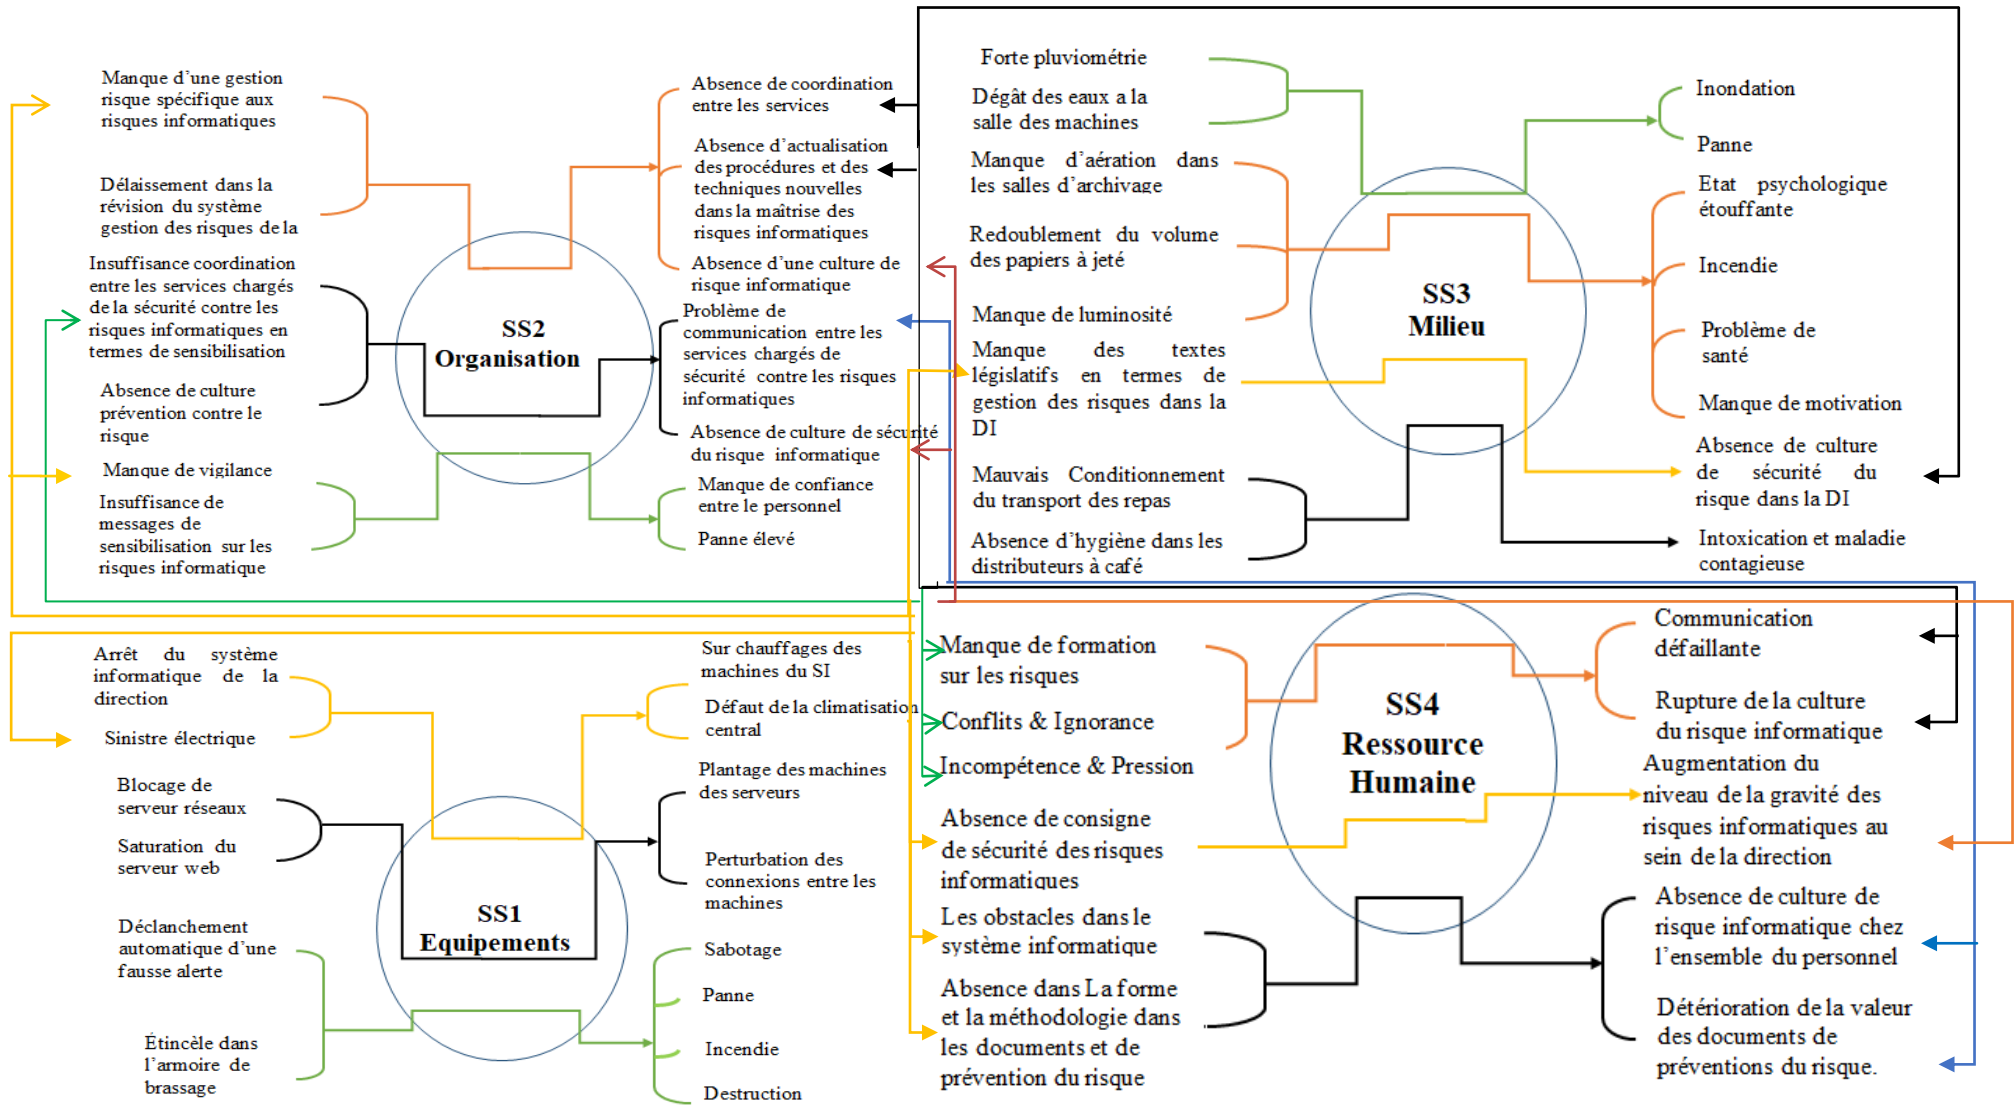 Manque d'une gestion
risque spécifique aux
risques informatiques
Délaissement dans la
révision du système
gestion des risques de la
Insuffisance coordination
entre les services chargés
de la sécurité contre les
risques informatiques en
termes de sensibilisation
Absence de culture
prévention contre le
risque
Manque de vigilance
Insuffisance de
messages de
sensibilisation sur les
risques informatique
SS2
Organisation
Absence de coordination
entre les services
Absence d'actualisation
des procédures et des
techniques nouvelles
dans la maîtrise des
risques informatiques
Absence d'une culture de
risque informatique
Problème de
communication entre les
services chargés de
sécurité contre les risques
informatiques
Absence de culture de sécurité
du risque informatique
Manque de confiance
entre le personnel
Panne élevé
Forte pluviométrie
Dégât des eaux a la
salle des machines
Manque d'aération dans
les salles d'archivage
Redoublement du volume
des papiers à jeté
Manque de luminosité
Manque des textes
législatifs en termes de
gestion des risques dans la
DI
Mauvais Conditionnement
du transport des repas
Absence d'hygiène dans les
distributeurs à café
SS3
Milieu
Inondation
Panne
Etat psychologique
étouffante
Incendie
Problème de
santé
Manque de motivation
Absence de culture
de sécurité du
risque dans la DI
Intoxication et maladie
contagieuse
Arrêt du système
informatique de la
direction
Sinistre électrique
Blocage de
serveur réseaux
Saturation du
serveur web
Déclanchement
automatique d'une
fausse alerte
Étincèle dans
l'armoire de
brassage
SS1
Equipements
Sur chauffages des
machines du SI
Défaut de la climatisation
central
Plantage des machines
des serveurs
Perturbation des
connexions entre les
machines
Sabotage
Panne
Incendie
Destruction
Manque de formation
sur les risques
Conflits & Ignorance
Incompétence & Pression
Absence de consigne
de sécurité des risques
informatiques
Les obstacles dans le
système informatique
Absence dans La forme
et la méthodologie dans
les documents et de
prévention du risque
SS4
Ressource
Humaine
Communication
défaillante
Rupture de la culture
du risque informatique
Augmentation du
niveau de la gravité des
risques informatiques au
sein de la direction
Absence de culture de
risque informatique chez
l'ensemble du personnel
Détérioration de la valeur
des documents de
préventions du risque.